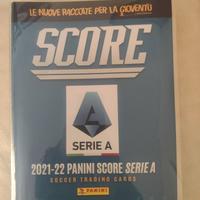 LE NUOVE RACCOLTE PER LA GIOVENTÙ
SCORE
SERIE A
2021-22 PANINI SCORE SERIE A
SOCCER TRADING CARDS
PANINI